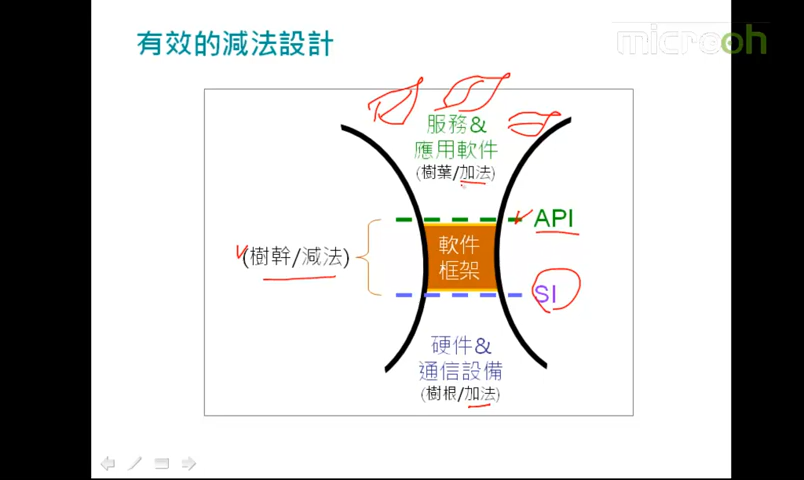 有效的減法設計
microoh
服務&
應用軟件
(樹葉/加法)
API
軟件
框架
(樹幹/減法)
SI
硬件&
通信設備
(樹根/加法)